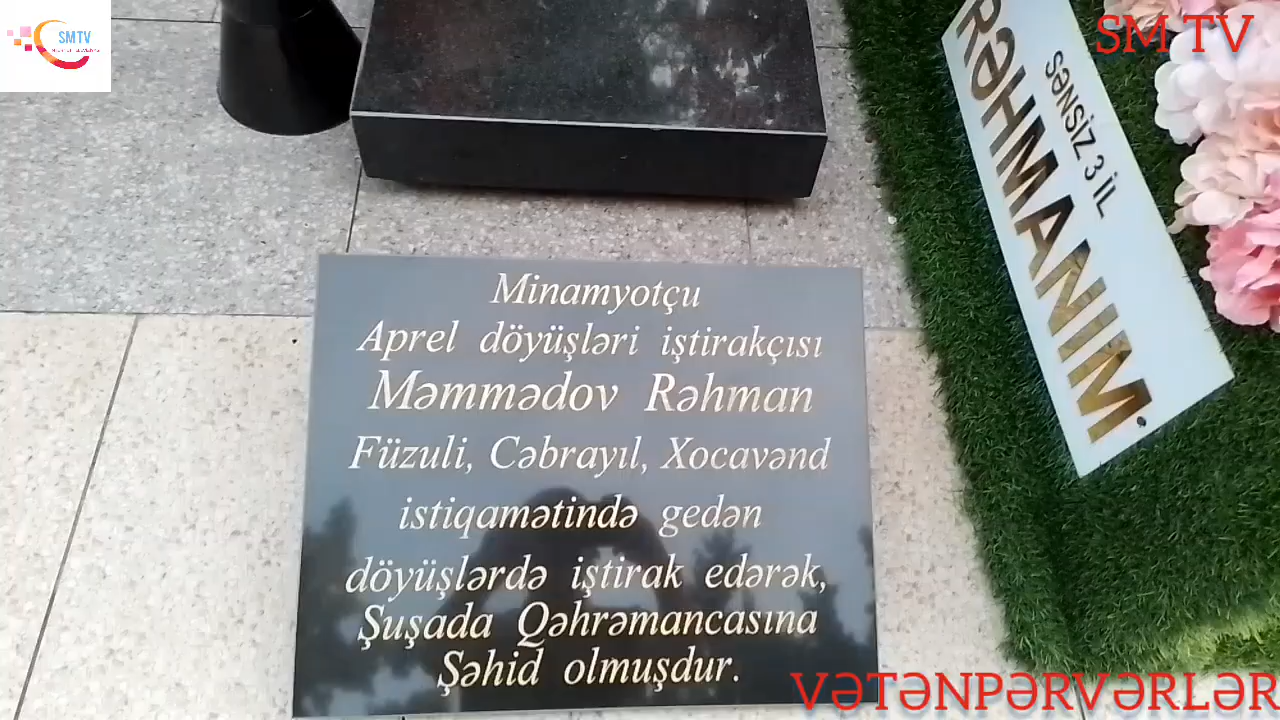 SMTV
SM TV
SƏNSİZ 3 İL
RƏHMANIM.
Minamyotçu
Aprel döyüşləri iştirakçısı
Məmmədov Rəhman
Füzuli, Cəbrayıl, Xocavənd
istiqamətində gedən
döyüşlərdə iştirak edərək,
Şuşada Qəhrəmancasına
Şəhid olmuşdur.
VƏTƏNPƏRVƏRLƏR